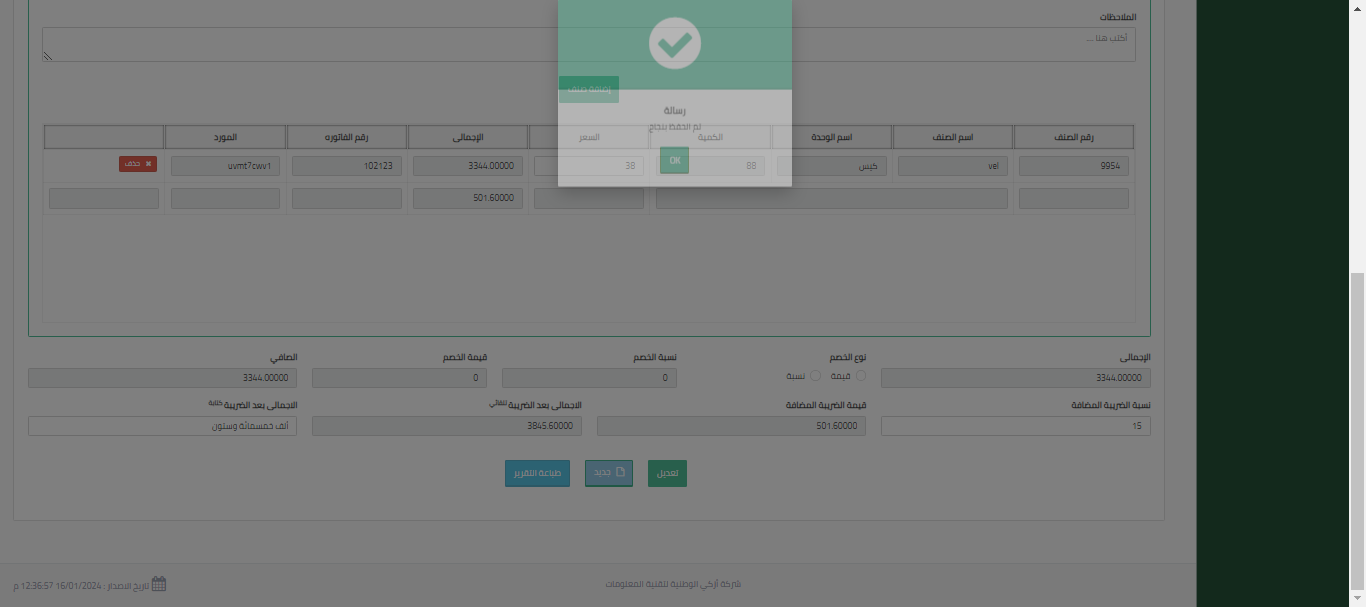 الملاحظات
أكتب هنا ...
إضافة صنف
رسالة
تم الحفظ بنجاح
OK
رقم الصنف اسم الصنف اسم الوحدة الكمية السعر الإجمالى رقم الفاتوره المورد
9954 vel كيس 88 38 3344.00000 102123 uvmt7cwv1 حذف
501.60000
الإجمالى نوع الخصم نسبة الخصم قيمة الخصم الصافي
3344.00000 قيمة نسبة 0 0 3344.00000
نسبة الضريبة المضافة قيمة الضريبة المضافة الاجمالى بعد الضريبة تلقائي الاجمالى بعد الضريبة كتابة
15 501.60000 3845.60000 ألف خمسمائة وستون
تعديل جديد طباعة التقرير
شركة أركي الوطنية لتقنية المعلومات
تاريخ الاصدار : 16/01/2024 12:36:57 م